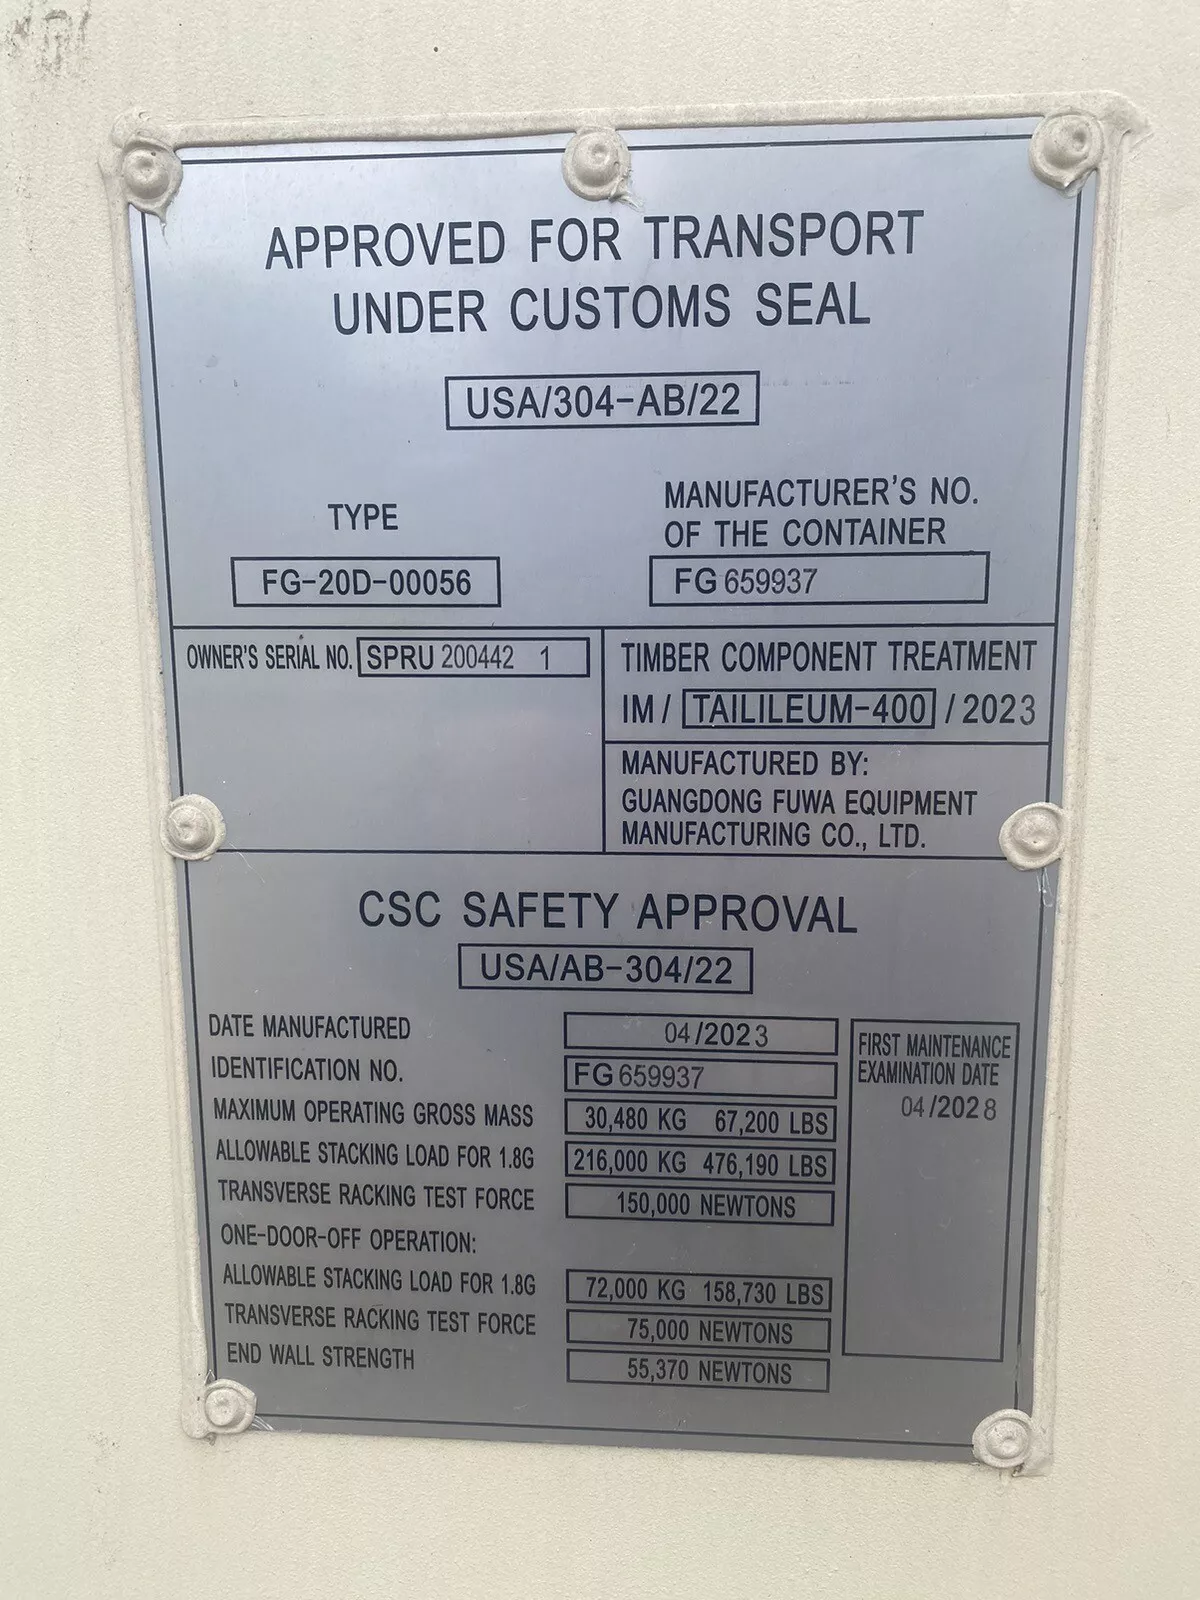 APPROVED FOR TRANSPORT
UNDER CUSTOMS SEAL
USA/304-AB/22
TYPE
FG-20D-00056
MANUFACTURER'S NO.
OF THE CONTAINER
FG 659937
OWNER'S SERIAL NO. SPRU 200442 1
TIMBER COMPONENT TREATMENT
IM / TAILILEUM-400 / 2023
MANUFACTURED BY:
GUANGDONG FUWA EQUIPMENT
MANUFACTURING CO., LTD.
CSC SAFETY APPROVAL
USA/AB-304/22
DATE MANUFACTURED 04/2023
IDENTIFICATION NO. FG 659937
MAXIMUM OPERATING GROSS MASS 30,480 KG 67,200 LBS
ALLOWABLE STACKING LOAD FOR 1.8G 216,000 KG 476,190 LBS
TRANSVERSE RACKING TEST FORCE 150,000 NEWTONS
ONE-DOOR-OFF OPERATION:
ALLOWABLE STACKING LOAD FOR 1.8G 72,000 KG 158,730 LBS
TRANSVERSE RACKING TEST FORCE 75,000 NEWTONS
END WALL STRENGTH 55,370 NEWTONS
FIRST MAINTENANCE
EXAMINATION DATE
04/2028